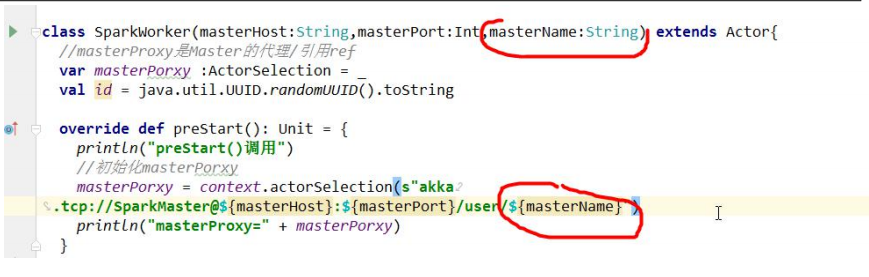 class SparkWorker(masterHost:String,masterPort:Int,masterName:String) extends Actor{
//masterProxy是Master的代理/引用ref
var masterPorxy :ActorSelection = _
val id = java.util.UUID.randomUUID().toString
override def preStart(): Unit = {
println("preStart()调用")
//初始化masterPorxy
masterPorxy = context.actorSelection(s"akka
.tcp://SparkMaster@${masterHost}:${masterPort}/user/${masterName}")
println("masterProxy=" + masterPorxy)
}